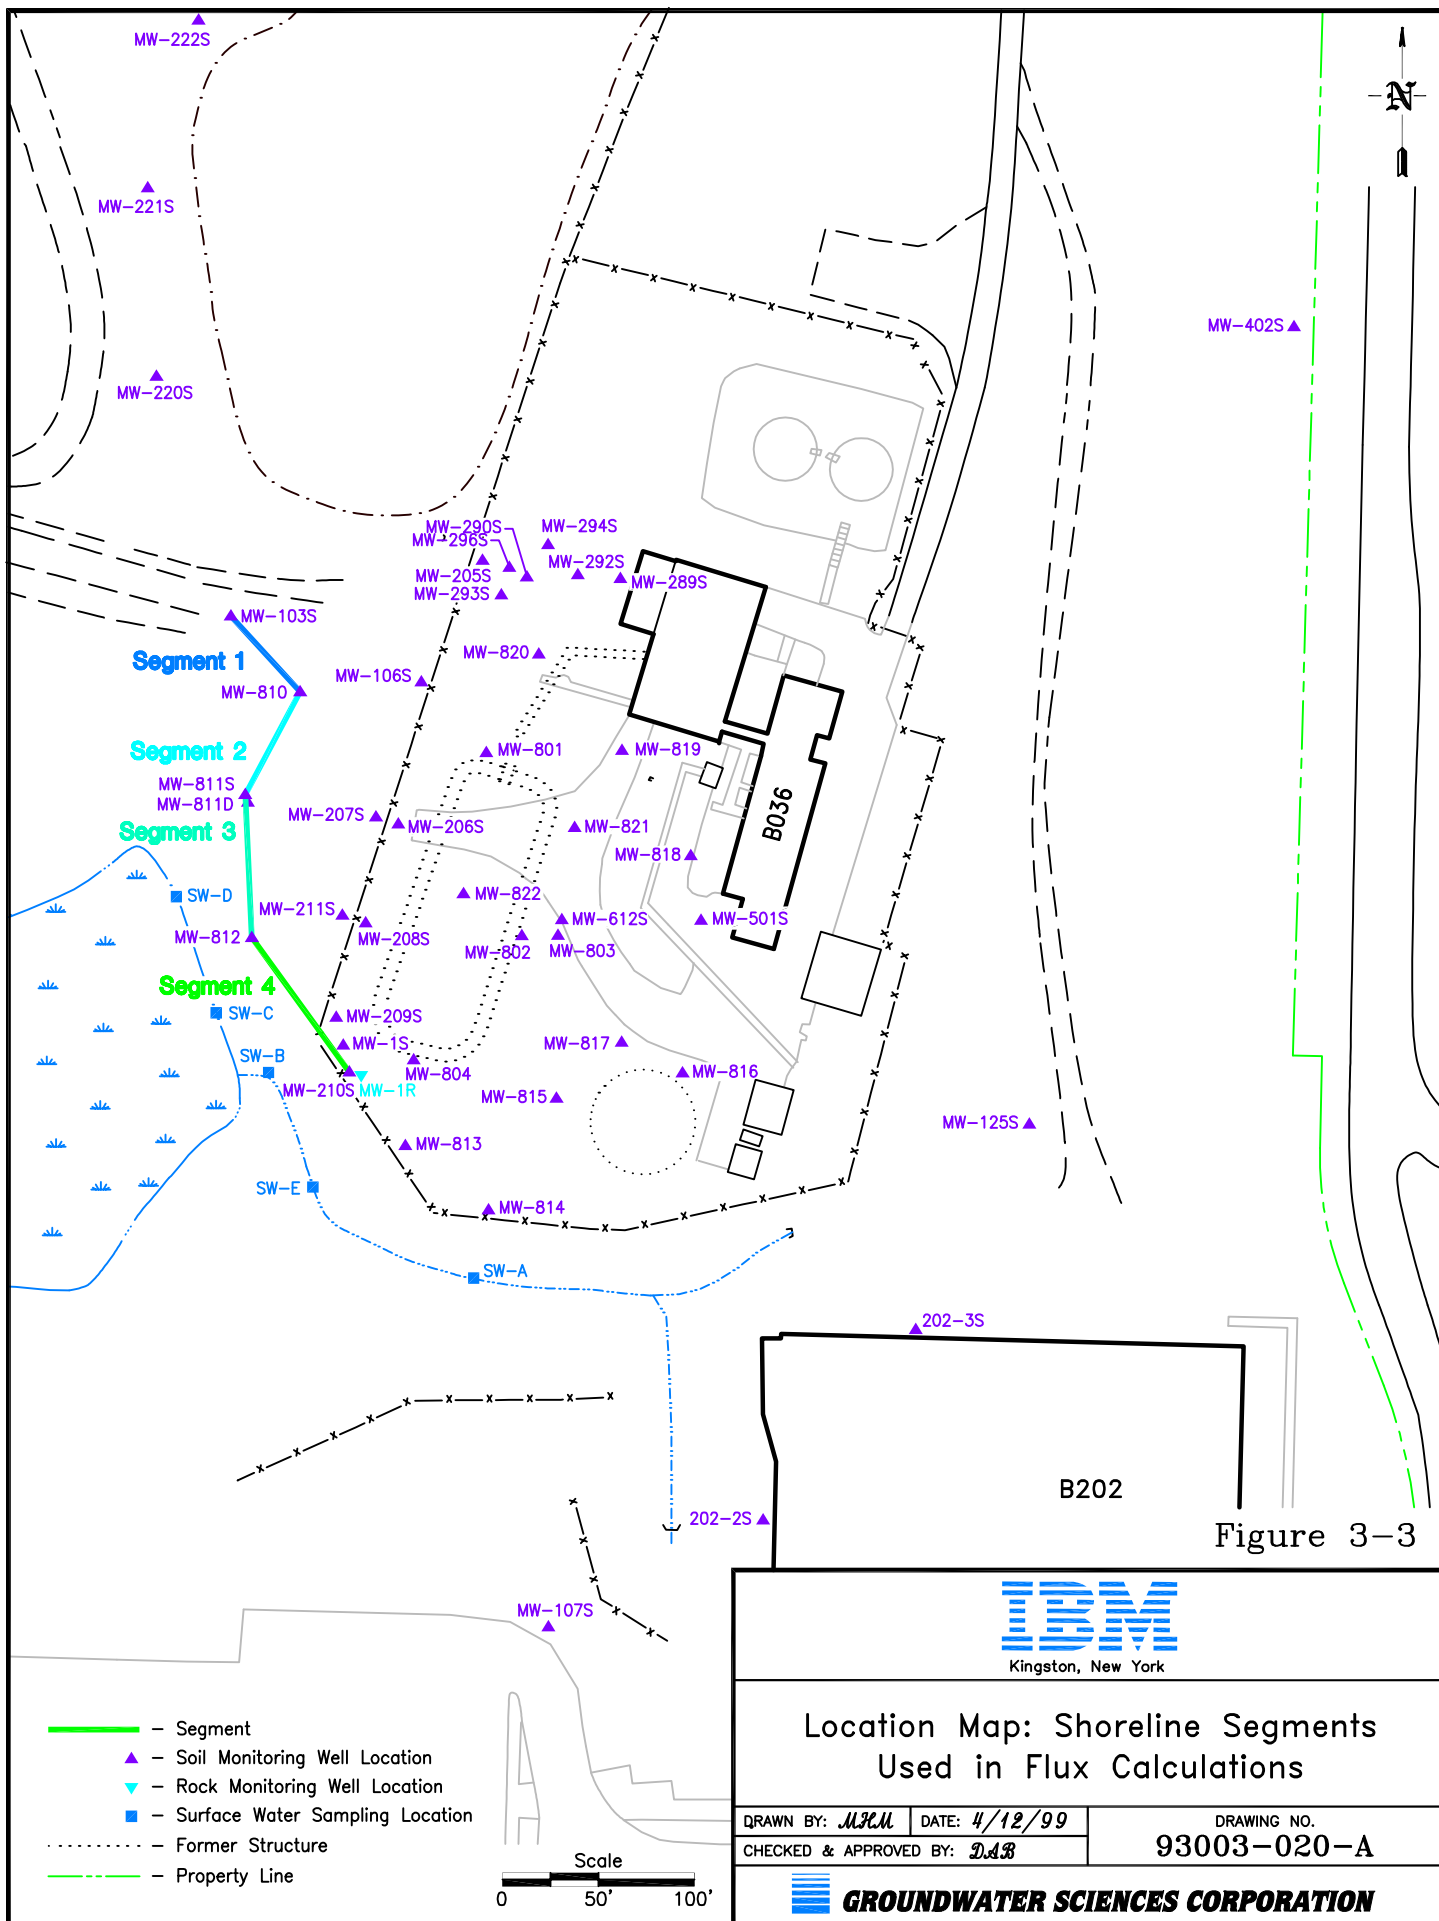 MW-222S
N
MW-221S
MW-402S
MW-220S
MW-290S
MW-294S
MW-296S
MW-292S
MW-205S
MW-289S
MW-293S
MW-103S
MW-820
Segment 1
MW-106S
MW-810
Segment 2
MW-801
MW-819
MW-811S
MW-811D
MW-207S
MW-206S
MW-821
B036
Segment 3
MW-818
SW-D
MW-822
MW-211S
MW-612S
MW-501S
MW-812
MW-208S
MW-802
MW-803
Segment 4
SW-C
MW-209S
MW-1S
MW-817
SW-B
MW-804
MW-816
MW-210S
MW-1R
MW-815
MW-125S
MW-813
SW-E
MW-814
SW-A
202-3S
B202
202-2S
Figure 3-3
MW-107S
IBM
Kingston, New York
Location Map: Shoreline Segments
Used in Flux Calculations
DRAWN BY: MHM
DATE: 4/12/99
DRAWING NO.
CHECKED & APPROVED BY: DAB
93003-020-A
GROUNDWATER SCIENCES CORPORATION
- Segment
- Soil Monitoring Well Location
- Rock Monitoring Well Location
- Surface Water Sampling Location
- Former Structure
- Property Line
Scale
0 50' 100'